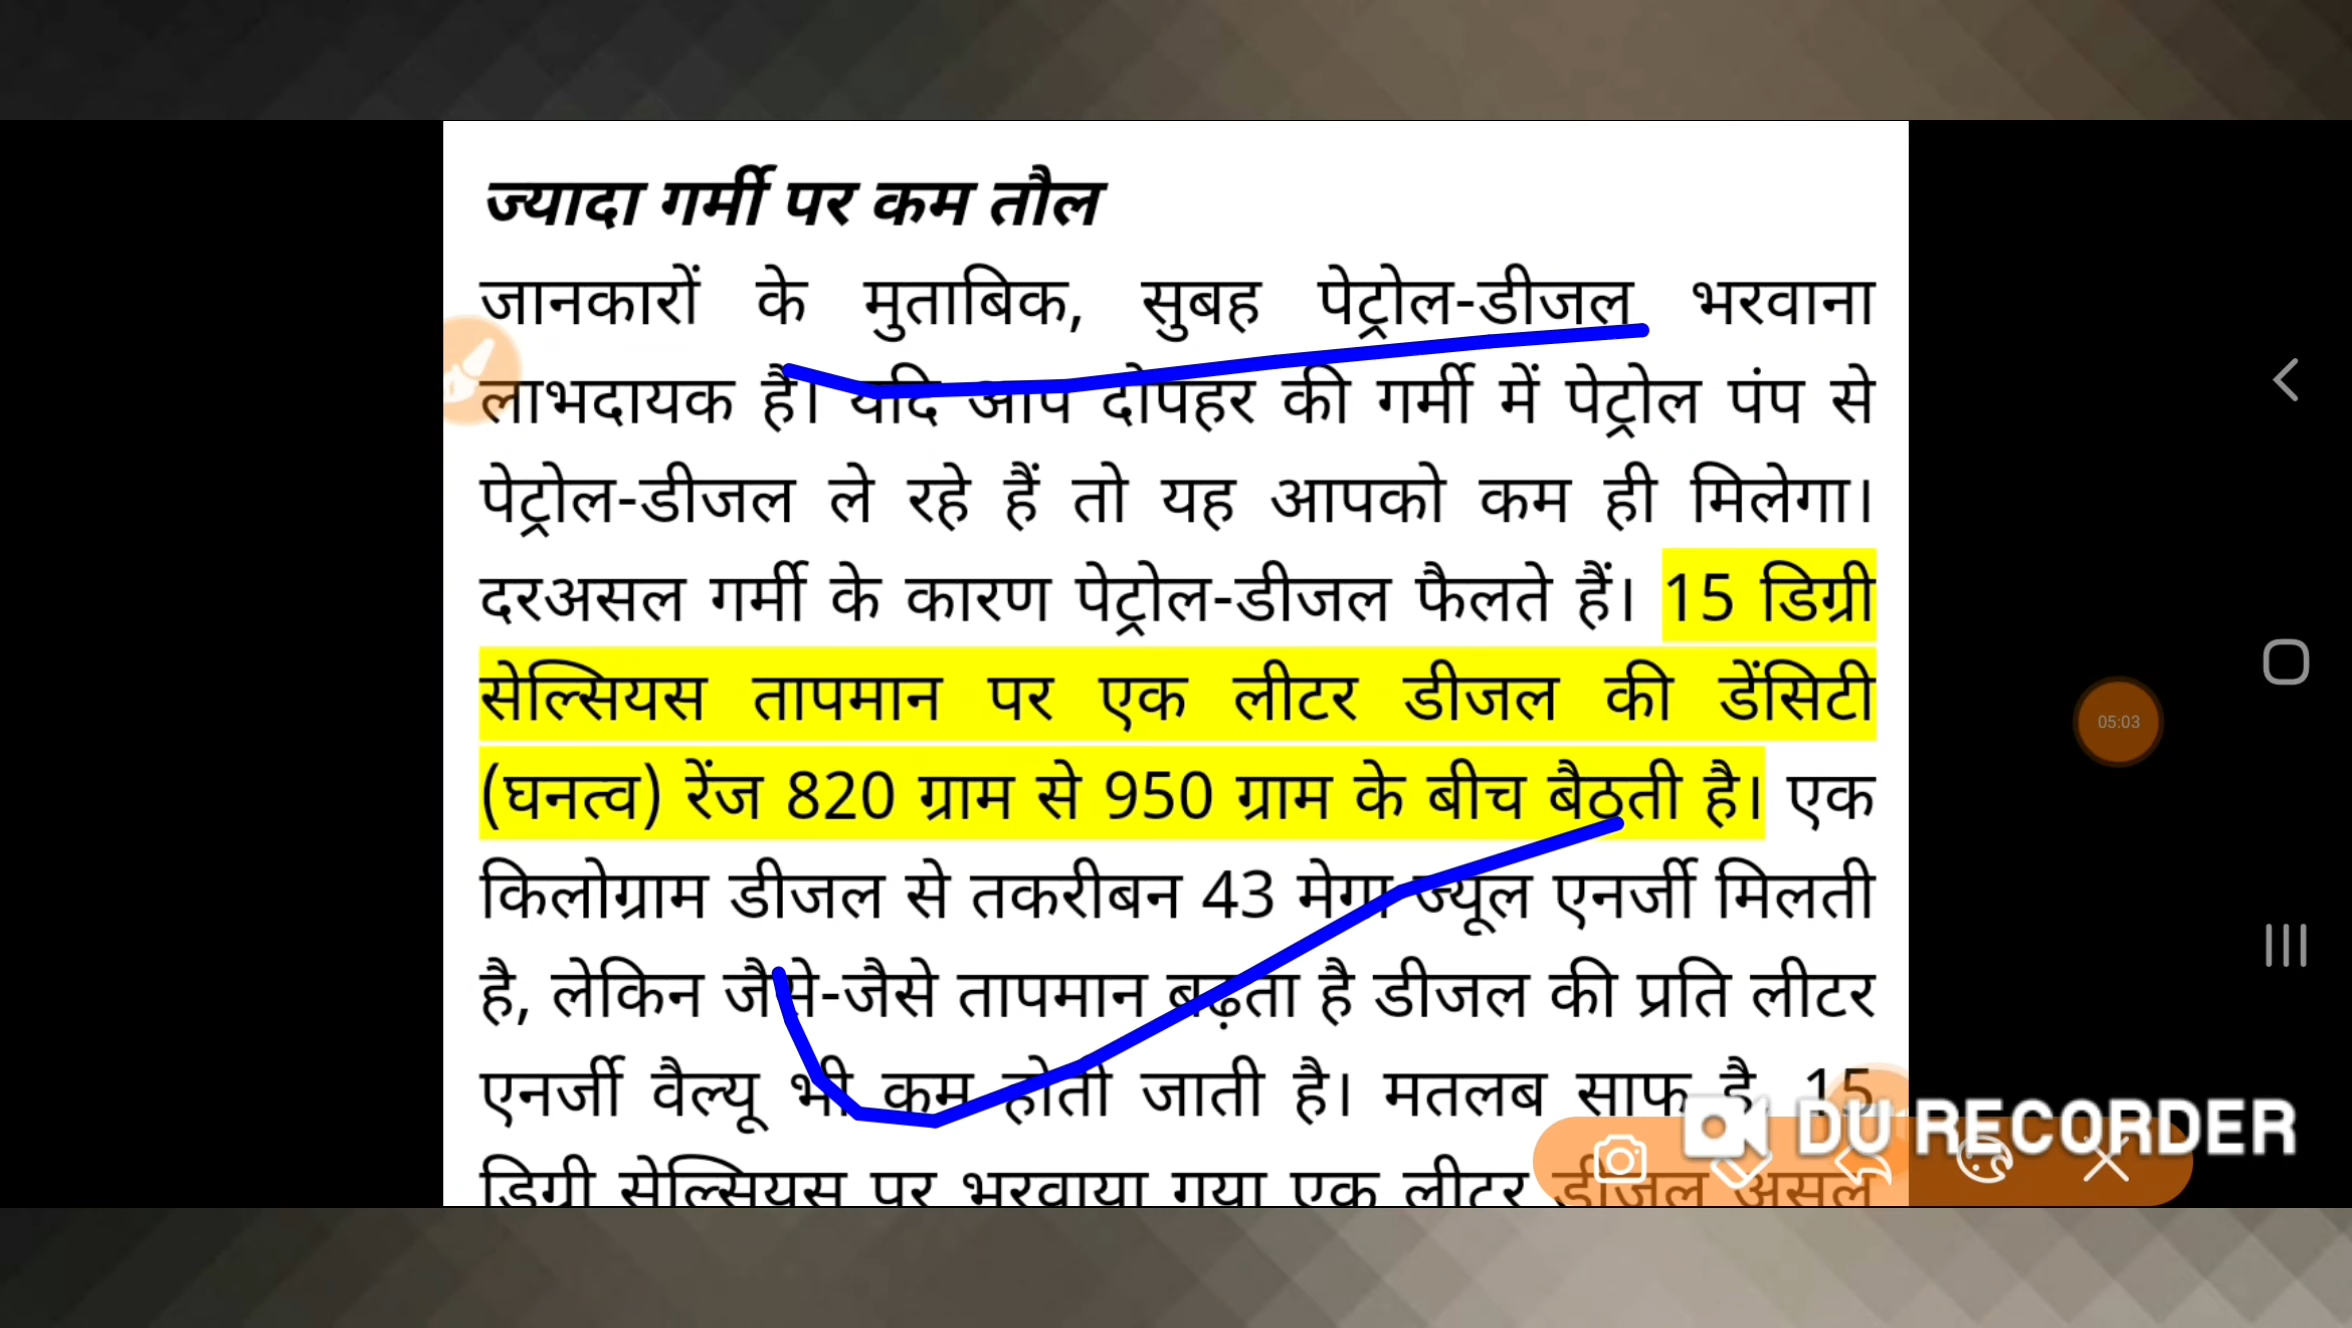 ज्यादा गर्मी पर कम तौल
जानकारों के मुताबिक, सुबह पेट्रोल-डीजल भरवाना
लाभदायक है। यदि आप दोपहर की गर्मी में पेट्रोल पंप से
पेट्रोल-डीजल ले रहे हैं तो यह आपको कम ही मिलेगा।
दरअसल गर्मी के कारण पेट्रोल-डीजल फैलते हैं। 15 डिग्री
सेल्सियस तापमान पर एक लीटर डीजल की डेंसिटी
(घनत्व) रेंज 820 ग्राम से 950 ग्राम के बीच बैठती है। एक
05:03
किलोग्राम डीजल से तकरीबन 43 मेगा ज्यूल एनर्जी मिलती
है, लेकिन जैसे-जैसे तापमान बढ़ता है डीजल की प्रति लीटर
एनर्जी वैल्यू भी कम होती जाती है। मतलब साफ है, 15
DU RECORDER
डिग्री सेल्सियस पर भरवाया गया एक लीटर डीजल असल